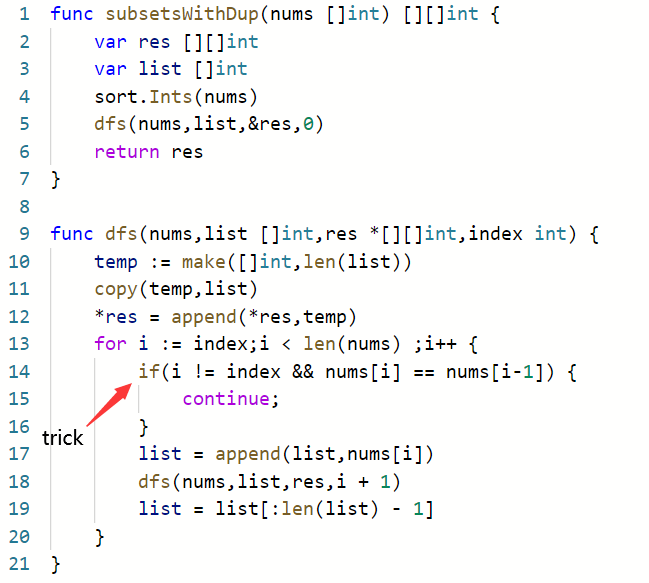 1 func subsetsWithDup(nums []int) [][]int {
2     var res [][]int
3     var list []int
4     sort.Ints(nums)
5     dfs(nums,list,&res,0)
6     return res
7 }
8
9 func dfs(nums,list []int,res *[][]int,index int) {
10     temp := make([]int,len(list))
11     copy(temp,list)
12     *res = append(*res,temp)
13     for i := index;i < len(nums) ;i++ {
14         if(i != index && nums[i] == nums[i-1]) {
15             continue;
16         }
trick
17         list = append(list,nums[i])
18         dfs(nums,list,res,i + 1)
19         list = list[:len(list) - 1]
20     }
21 }